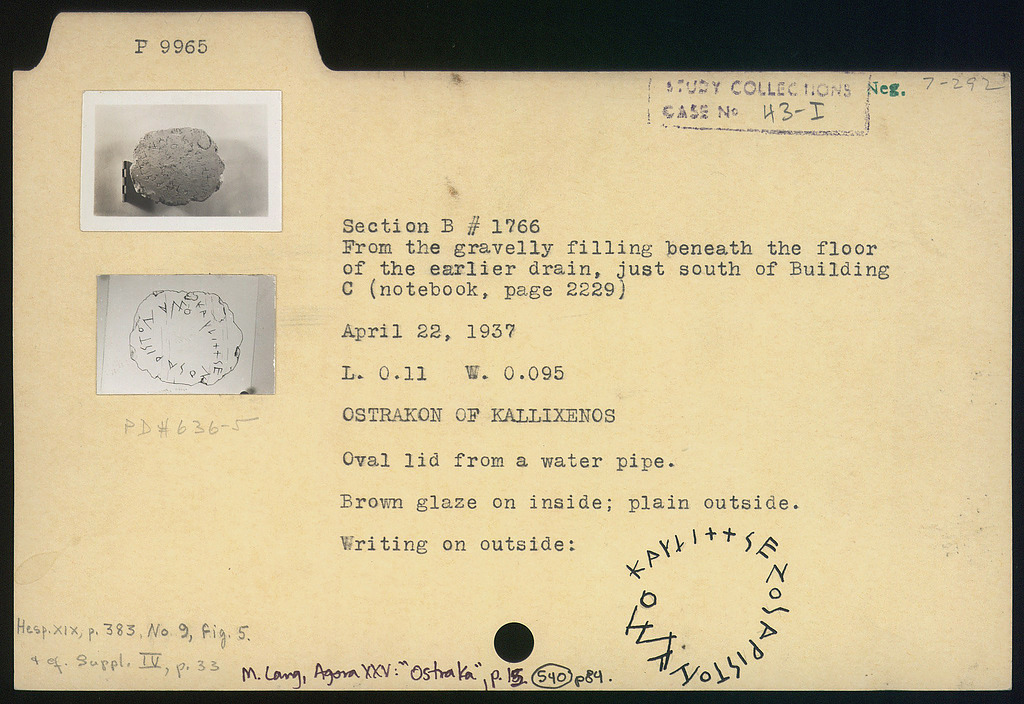 P 9965
STUDY COLLECTIONS
CASE No 43-I
Neg. 7-292
Section B # 1766
From the gravelly filling beneath the floor
of the earlier drain, just south of Building
C (notebook, page 2229)
April 22, 1937
L. 0.11 W. 0.095
OSTRAKON OF KALLIXENOS
PD#636-5
Oval lid from a water pipe.
Brown glaze on inside; plain outside.
Writing on outside:
Hesp. XIX, p. 383, No. 9, fig. 5.
+ cf. Suppl. IV, p. 33
M. Lang, Agora XXV: "Ostraka", p. 540 p84.